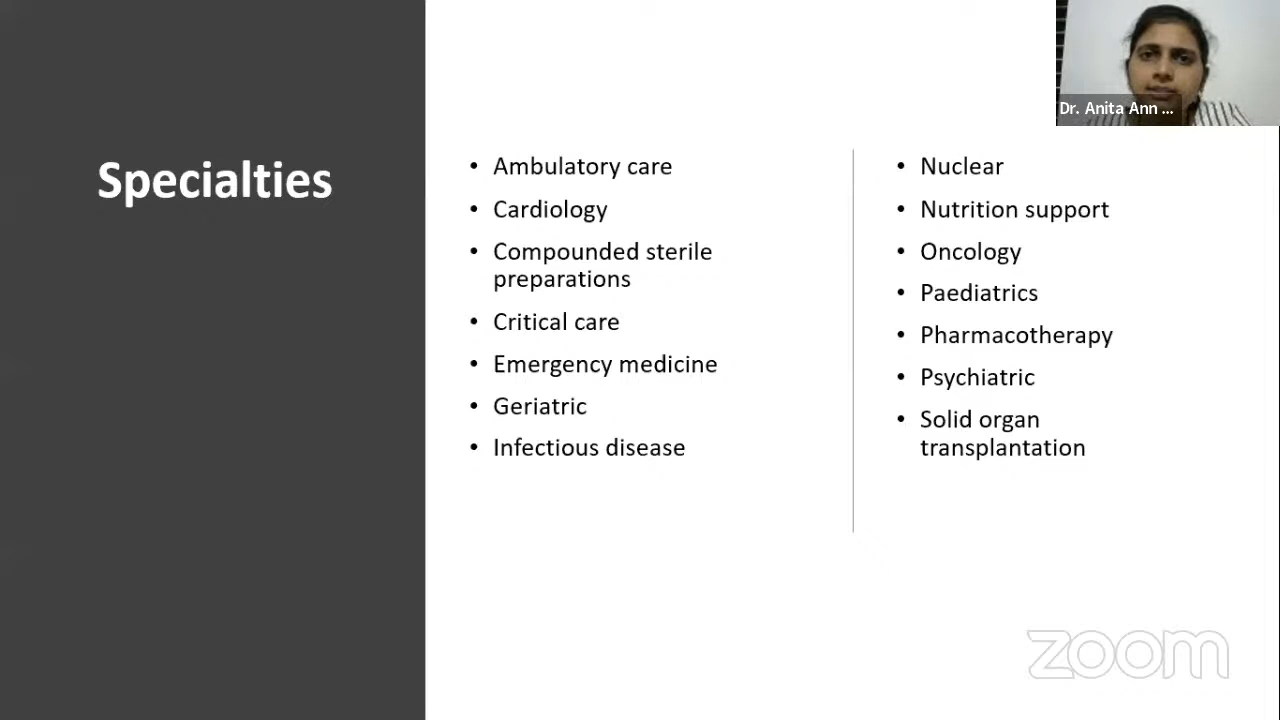 Dr. Anita Ann ...
Specialties
• Ambulatory care
• Cardiology
• Compounded sterile
preparations
• Critical care
• Emergency medicine
• Geriatric
• Infectious disease
• Nuclear
• Nutrition support
• Oncology
• Paediatrics
• Pharmacotherapy
• Psychiatric
• Solid organ
transplantation
zoom